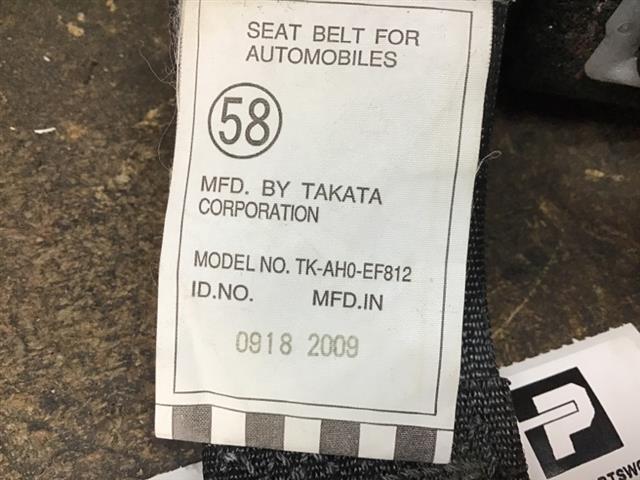 SEAT BELT FOR
AUTOMOBILES
58
MFD. BY TAKATA
CORPORATION
MODEL NO. TK-AH0-EF812
ID.NO. MFD.IN
0918 2009
P